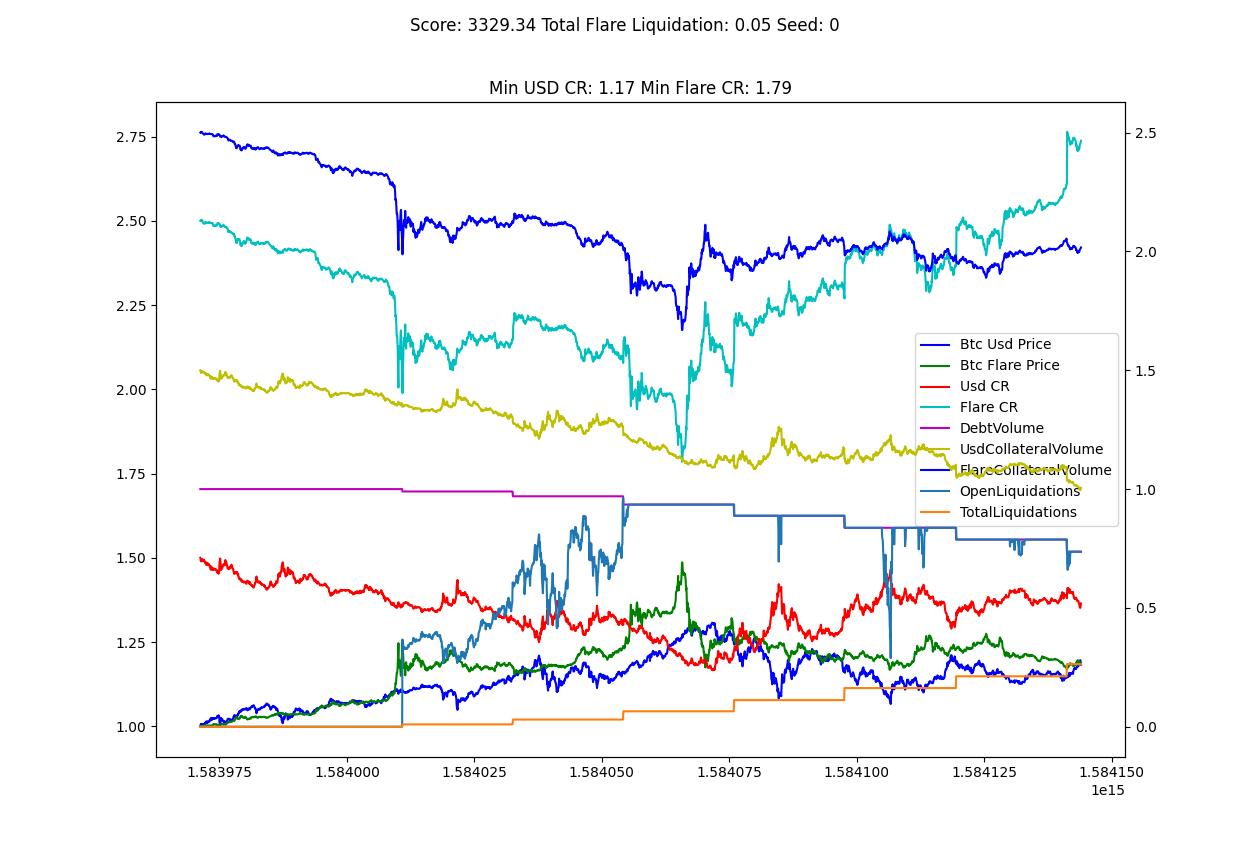 Score: 3329.34 Total Flare Liquidation: 0.05 Seed: 0
Min USD CR: 1.17 Min Flare CR: 1.79
2.75
2.50
2.25
2.00
1.75
1.50
1.25
1.00
2.5
2.0
1.5
1.0
0.5
0.0
Btc Usd Price
Btc Flare Price
Usd CR
Flare CR
DebtVolume
UsdCollateralVolume
FlareCollateralVolume
OpenLiquidations
TotalLiquidations
1.583975 1.584000 1.584025 1.584050 1.584075 1.584100 1.584125 1.584150
1e15